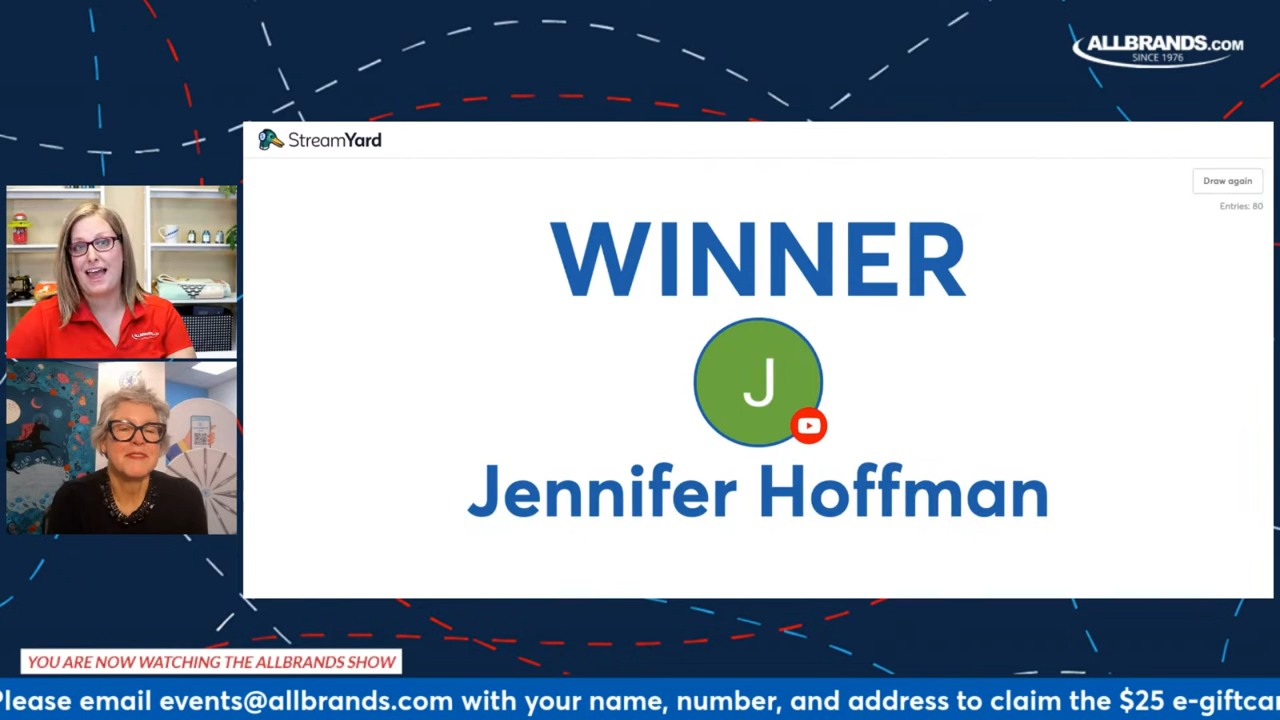 ALLBRANDS.COM
SINCE 1976
StreamYard
Draw again
Entries: 80
WINNER
J
Jennifer Hoffman
YOU ARE NOW WATCHING THE ALLBRANDS SHOW
Please email events@allbrands.com with your name, number, and address to claim the $25 e-giftca